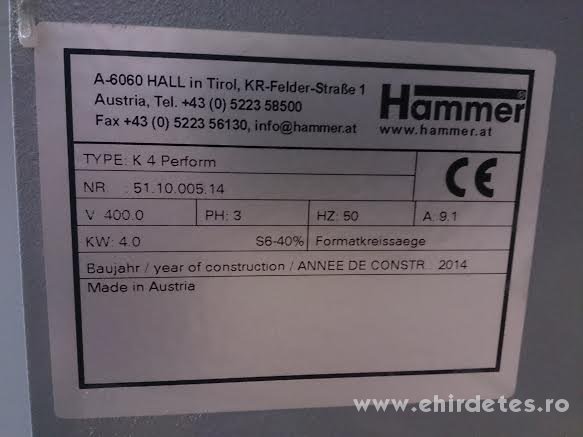 A-6060 HALL in Tirol, KR-Felder-Straße 1
Austria, Tel. +43 (0) 5223 58500
Fax +43 (0) 5223 56130, info@hammer.at
Hammer®
www.hammer.at
TYPE: K 4 Perform
NR.: 51.10.005.14
CE
V: 400.0 PH: 3 HZ: 50 A: 9.1
KW: 4.0 S6-40% Formatkreissaege
Baujahr / year of construction / ANNEE DE CONSTR.: 2014
Made in Austria
www.ehirdetes.ro